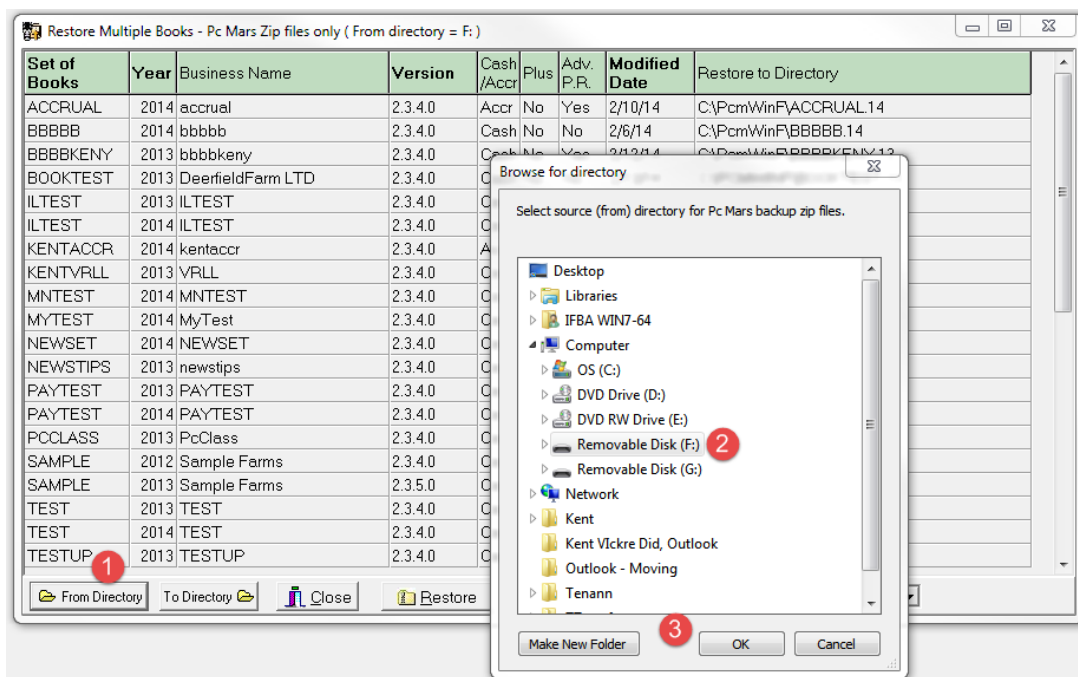 Restore Multiple Books - Pc Mars Zip files only ( From directory = F: )
Set of Books Year Business Name Version Cash /Accr Plus Adv. P.R. Modified Date Restore to Directory
ACCRUAL 2014 accrual 2.3.4.0 Accr No Yes 2/10/14 C:\PcmWinF\ACCRUAL.14
BBBBB 2014 bbbbb 2.3.4.0 Cash No No 2/6/14 C:\PcmWinF\BBBBB.14
BBBBKENY 2013 bbbbkeny 2.3.4.0 Cash No Yes 2/12/14 C:\PcmWinF\BBBBKENY.13
BOOKTEST 2013 DeerfieldFarm LTD 2.3.4.0
ILTEST 2013 ILTEST 2.3.4.0
ILTEST 2014 ILTEST 2.3.4.0
KENTACCR 2014 kentaccr 2.3.4.0
KENTVRLL 2013 VRLL 2.3.4.0
MNTEST 2014 MNTEST 2.3.4.0
MYTEST 2014 MyTest 2.3.4.0
NEWSET 2014 NEWSET 2.3.4.0
NEWSTIPS 2013 newstips 2.3.4.0
PAYTEST 2013 PAYTEST 2.3.4.0
PAYTEST 2014 PAYTEST 2.3.4.0
PCCLASS 2013 PcClass 2.3.4.0
SAMPLE 2012 Sample Farms 2.3.4.0
SAMPLE 2013 Sample Farms 2.3.5.0
TEST 2013 TEST 2.3.4.0
TEST 2014 TEST 2.3.4.0
TESTUP 2013 TESTUP 2.3.4.0
1
From Directory To Directory Close Restore
Browse for directory
Select source (from) directory for Pc Mars backup zip files.
Desktop
Libraries
IFBA WIN7-64
Computer
OS (C:)
DVD Drive (D:)
DVD RW Drive (E:)
Removable Disk (F:) 2
Removable Disk (G:)
Network
Kent
Kent VIckre Did, Outlook
Outlook - Moving
Tenann
3
Make New Folder OK Cancel